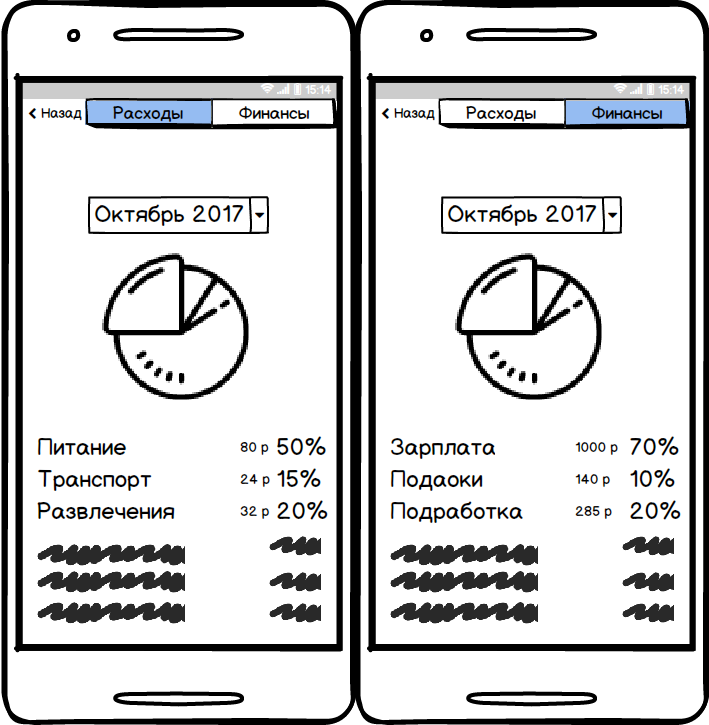 15:14
Назад Расходы Финансы
Октябрь 2017
Питание 80 р 50%
Транспорт 24 р 15%
Развлечения 32 р 20%
15:14
Назад Расходы Финансы
Октябрь 2017
Зарплата 1000 р 70%
Подаоки 140 р 10%
Подработка 285 р 20%